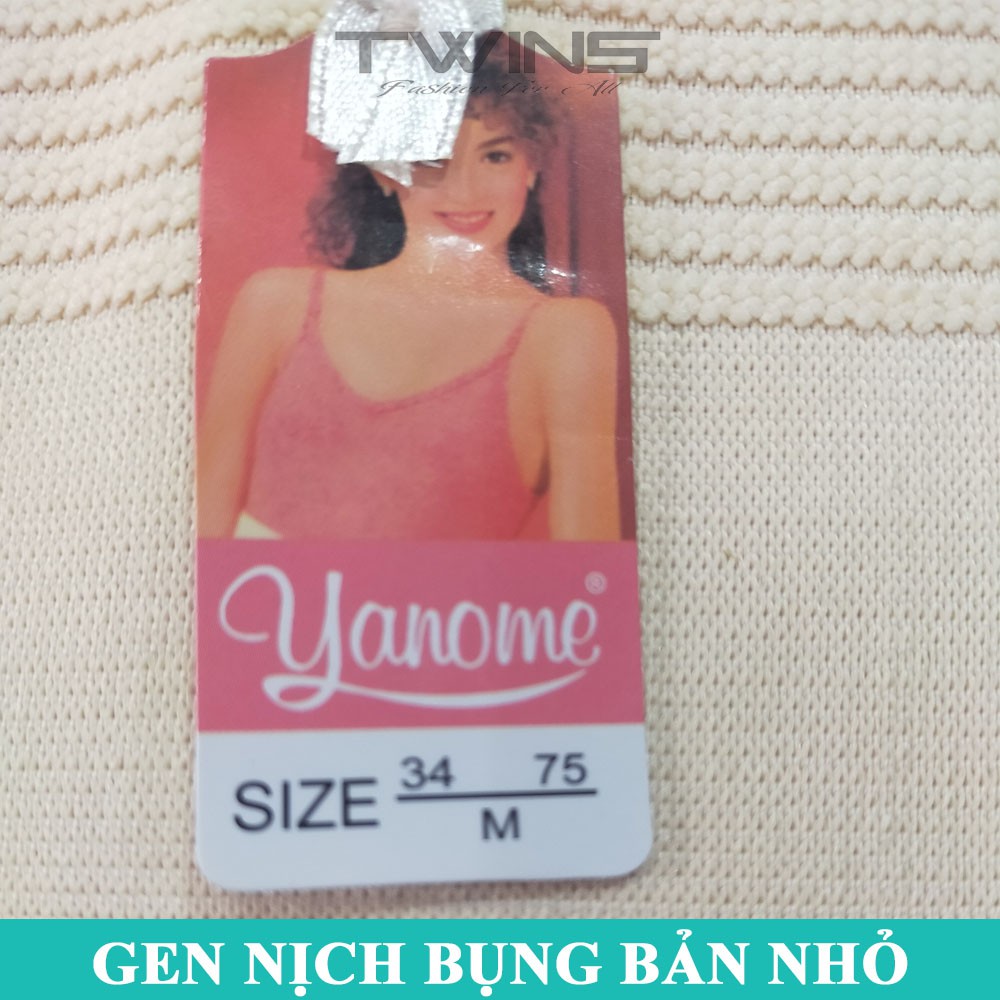 TWINS
Fashion For All
yanome®
34 75
SIZE
M
GEN NỊCH BỤNG BẢN NHỎ